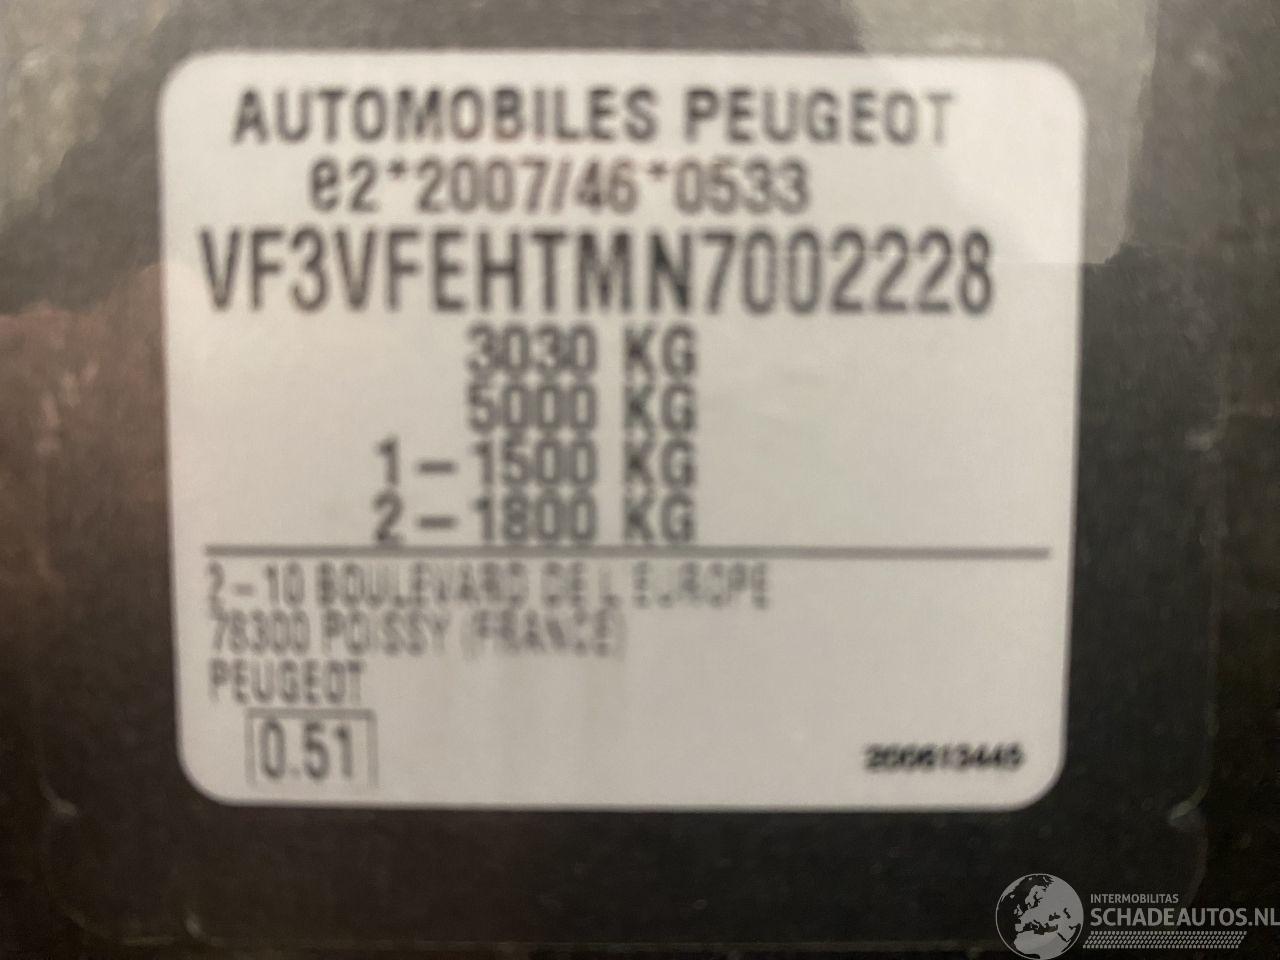 AUTOMOBILES PEUGEOT
e2*2007/46*0533
VF3VFEHTMN7002228
3030 KG
5000 KG
1-1500 KG
2-1800 KG
2-10 BOULEVARD DE L EUROPE
78300 POISSY (FRANCE)
PEUGEOT
0.51
200613445
INTERMOBILITAS
SCHADEAUTOS.NL